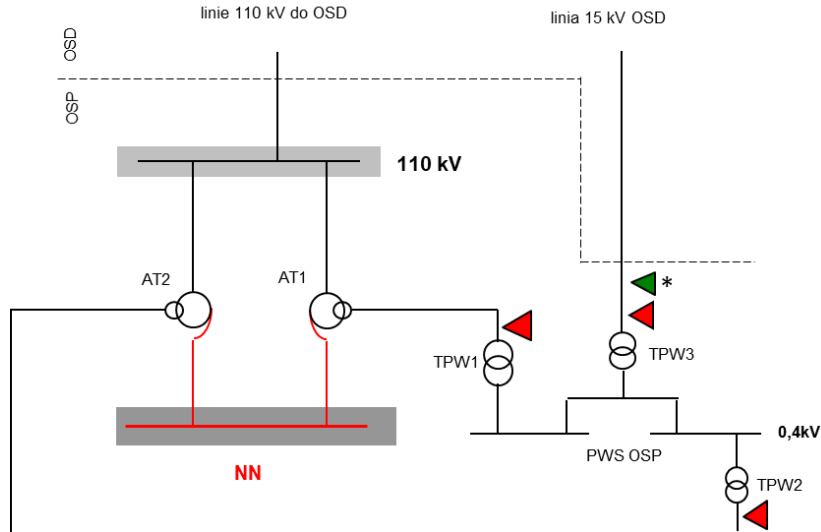 linie 110 kV do OSD
linia 15 kV OSD
OSD
OSP
110 kV
AT2
AT1
*
TPW1
TPW3
0,4kV
PWS OSP
NN
TPW2